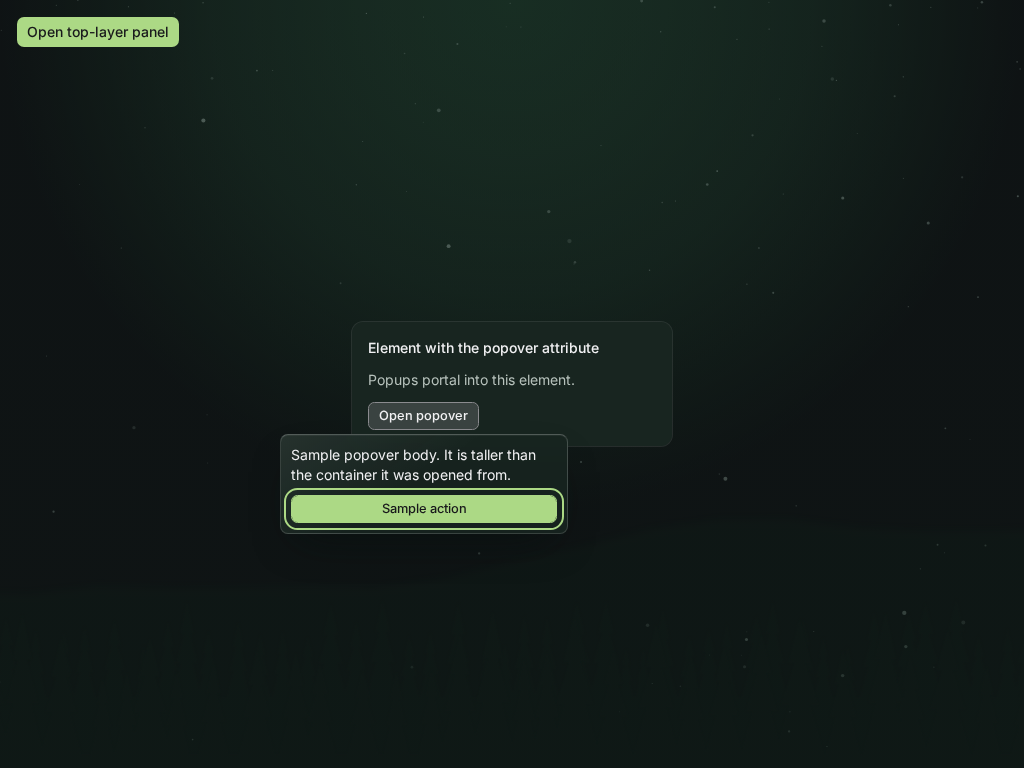 Open top-layer panel
Element with the popover attribute
Popups portal into this element.
Open popover
Sample popover body. It is taller than
the container it was opened from.
Sample action